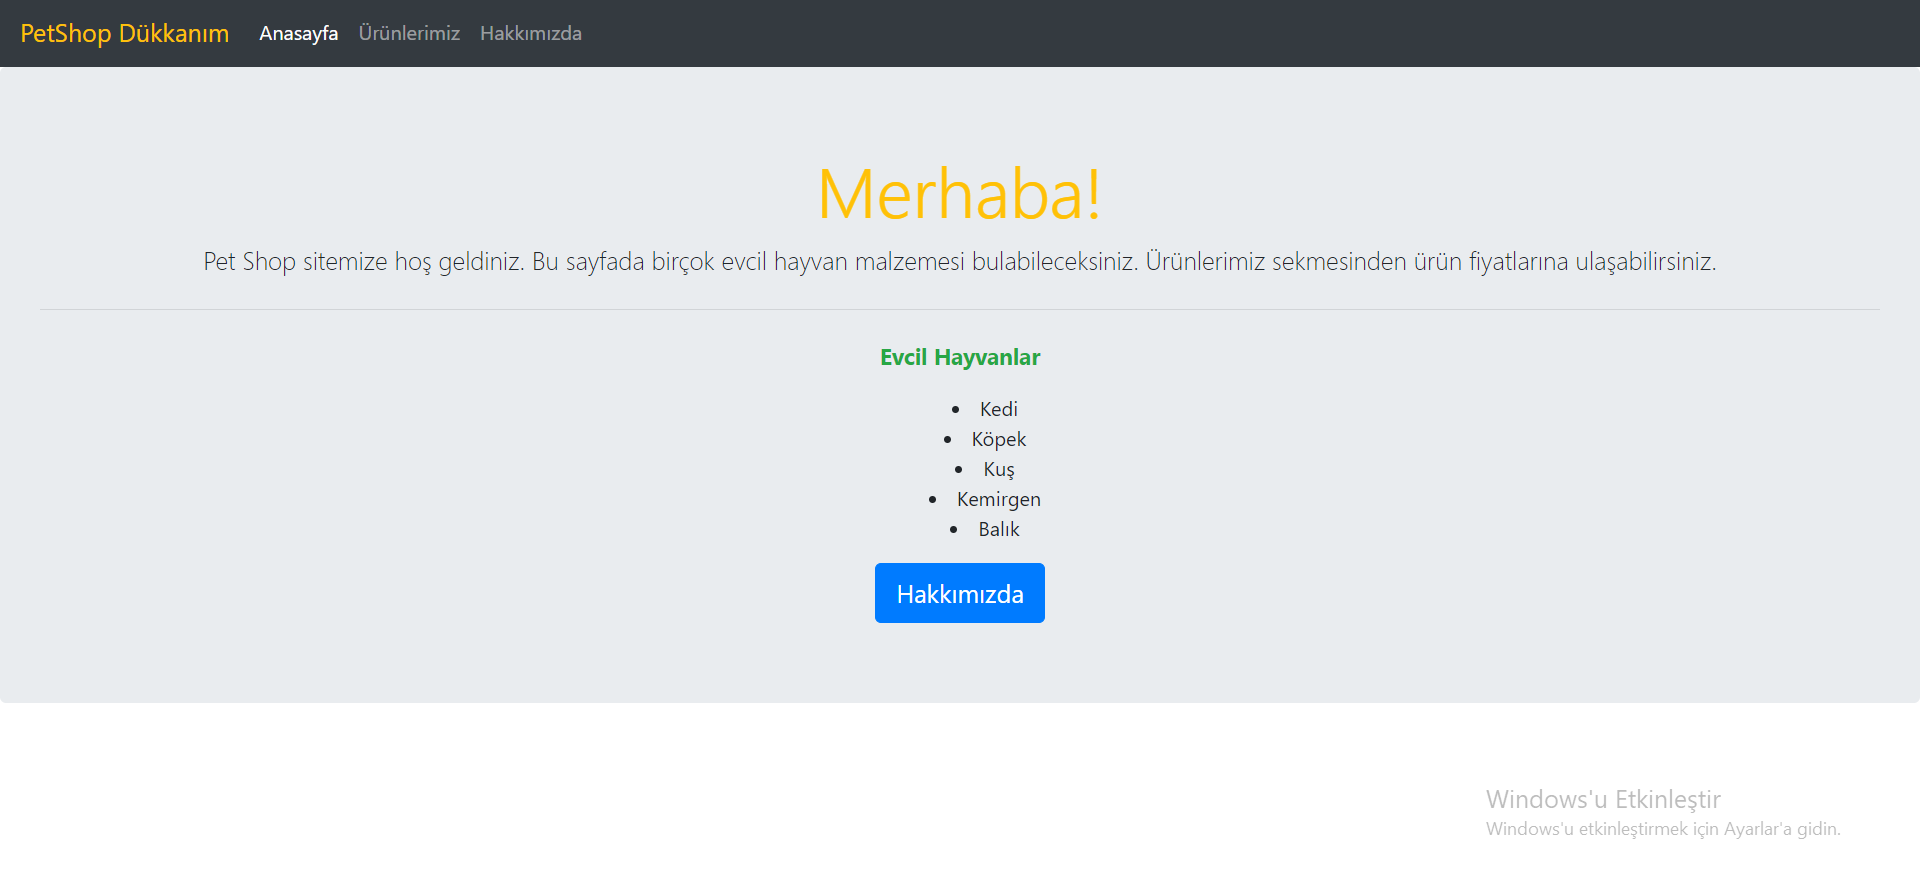 PetShop Dükkanım Anasayfa Ürünlerimiz Hakkımızda
Merhaba!
Pet Shop sitemize hoş geldiniz. Bu sayfada birçok evcil hayvan malzemesi bulabileceksiniz. Ürünlerimiz sekmesinden ürün fiyatlarına ulaşabilirsiniz.
Evcil Hayvanlar
• Kedi
• Köpek
• Kuş
• Kemirgen
• Balık
Hakkımızda
Windows'u Etkinleştir
Windows'u etkinleştirmek için Ayarlar'a gidin.